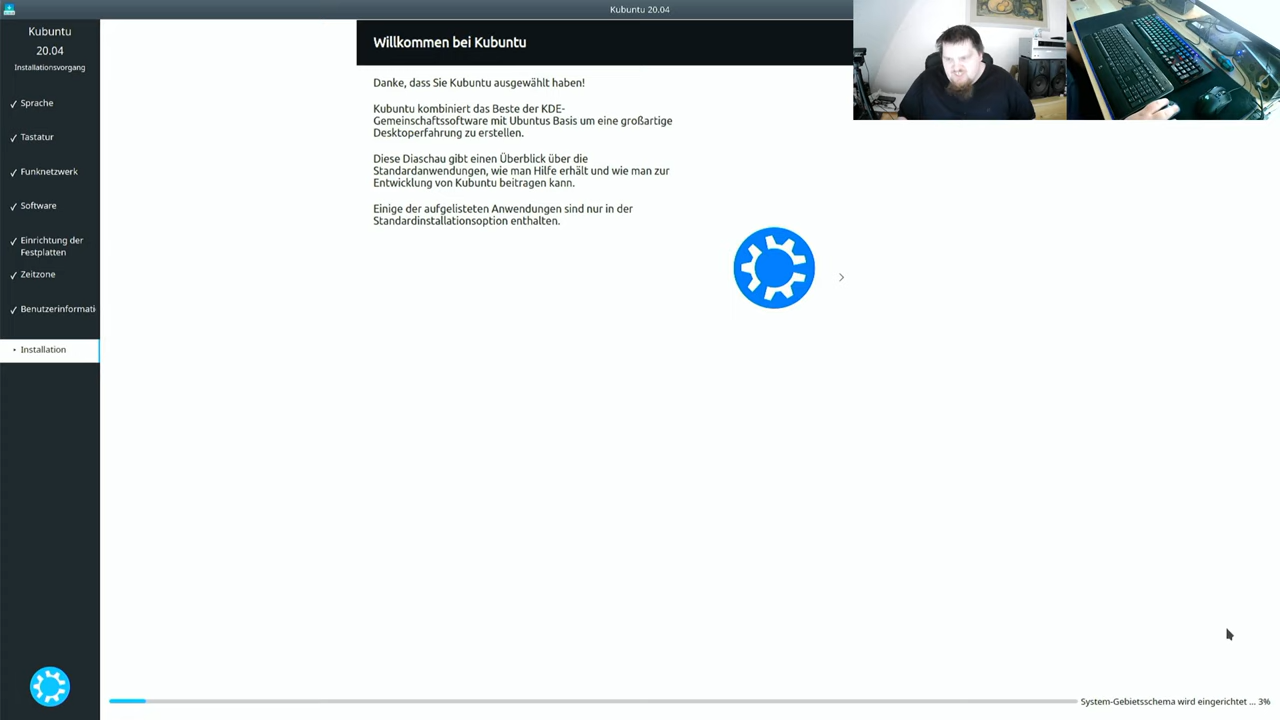 Kubuntu 20.04
Kubuntu
20.04
Installationsvorgang
✓ Sprache
✓ Tastatur
✓ Funknetzwerk
✓ Software
✓ Einrichtung der
Festplatten
✓ Zeitzone
✓ Benutzerinformati
• Installation
Willkommen bei Kubuntu
Danke, dass Sie Kubuntu ausgewählt haben!
Kubuntu kombiniert das Beste der KDE-
Gemeinschaftssoftware mit Ubuntus Basis um eine großartige
Desktoperfahrung zu erstellen.
Diese Diaschau gibt einen Überblick über die
Standardanwendungen, wie man Hilfe erhält und wie man zur
Entwicklung von Kubuntu beitragen kann.
Einige der aufgelisteten Anwendungen sind nur in der
Standardinstallationsoption enthalten.
System-Gebietsschema wird eingerichtet ... 3%